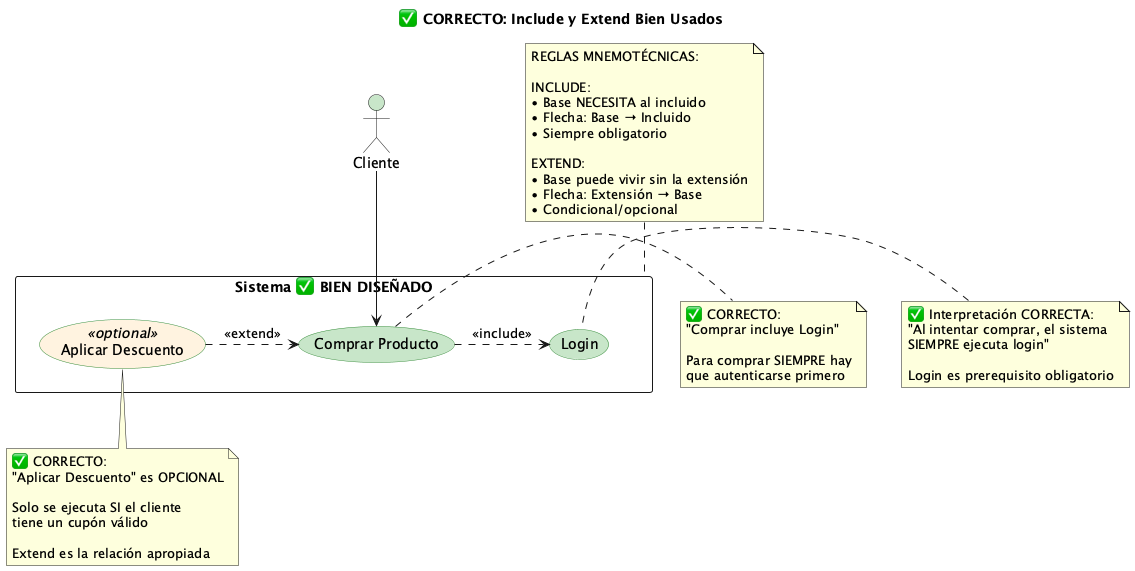 ✅ CORRECTO: Include y Extend Bien Usados
REGLAS MNEMOTÉCNICAS:
INCLUDE:
• Base NECESITA al incluido
• Flecha: Base → Incluido
• Siempre obligatorio
EXTEND:
• Base puede vivir sin la extensión
• Flecha: Extensión → Base
• Condicional/opcional
Cliente
Sistema ✅ BIEN DISEÑADO
«optional»
Aplicar Descuento
«extend»
Comprar Producto
«include»
Login
✅ CORRECTO:
"Comprar incluye Login"
Para comprar SIEMPRE hay
que autenticarse primero
✅ Interpretación CORRECTA:
"Al intentar comprar, el sistema
SIEMPRE ejecuta login"
Login es prerequisito obligatorio
✅ CORRECTO:
"Aplicar Descuento" es OPCIONAL
Solo se ejecuta SI el cliente
tiene un cupón válido
Extend es la relación apropiada